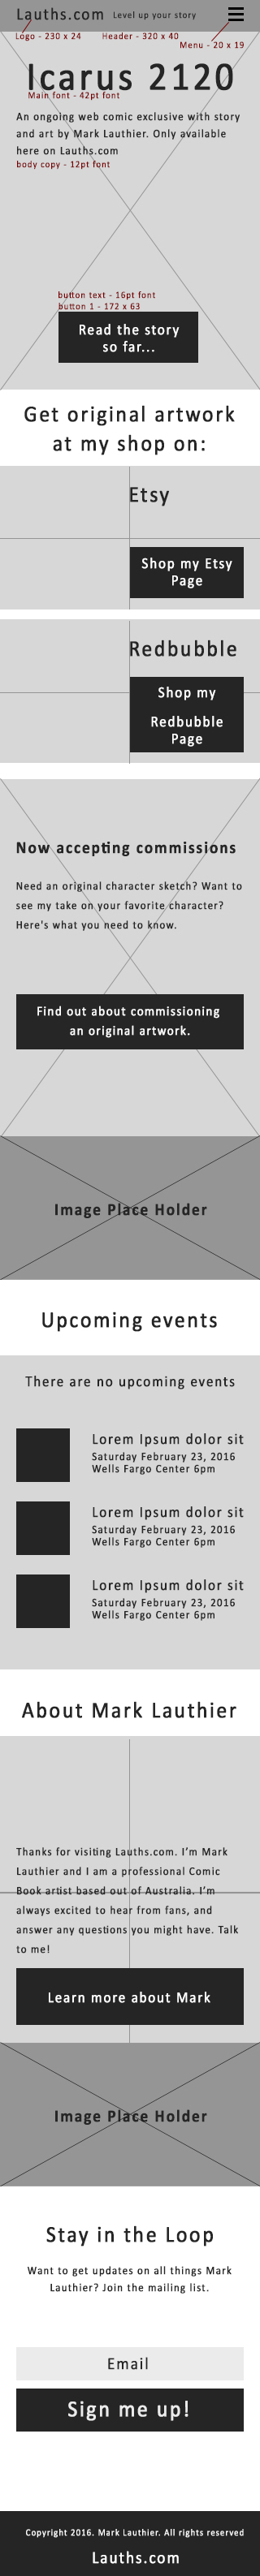 Lauths.com Level up your story
Logo - 230 x 24 Header - 320 x 40
Menu - 20 x 19
Icarus 2120
Main font - 42pt font
An ongoing web comic exclusive with story
and art by Mark Lauthier. Only available
here on Lauths.com
body copy - 12pt font
button text - 16pt font
button 1 - 172 x 63
Read the story
so far...
Get original artwork
at my shop on:
Etsy
Shop my Etsy
Page
Redbubble
Shop my
Redbubble
Page
Now accepting commissions
Need an original character sketch? Want to
see my take on your favorite character?
Here's what you need to know.
Find out about commissioning
an original artwork.
Image Place Holder
Upcoming events
There are no upcoming events
Lorem Ipsum dolor sit
Saturday February 23, 2016
Wells Fargo Center 6pm
Lorem Ipsum dolor sit
Saturday February 23, 2016
Wells Fargo Center 6pm
Lorem Ipsum dolor sit
Saturday February 23, 2016
Wells Fargo Center 6pm
About Mark Lauthier
Thanks for visiting Lauths.com. I'm Mark
Lauthier and I am a professional Comic
Book artist based out of Australia. I'm
always excited to hear from fans, and
answer any questions you might have. Talk
to me!
Learn more about Mark
Image Place Holder
Stay in the Loop
Want to get updates on all things Mark
Lauthier? Join the mailing list.
Email
Sign me up!
Copyright 2016. Mark Lauthier. All rights reserved
Lauths.com